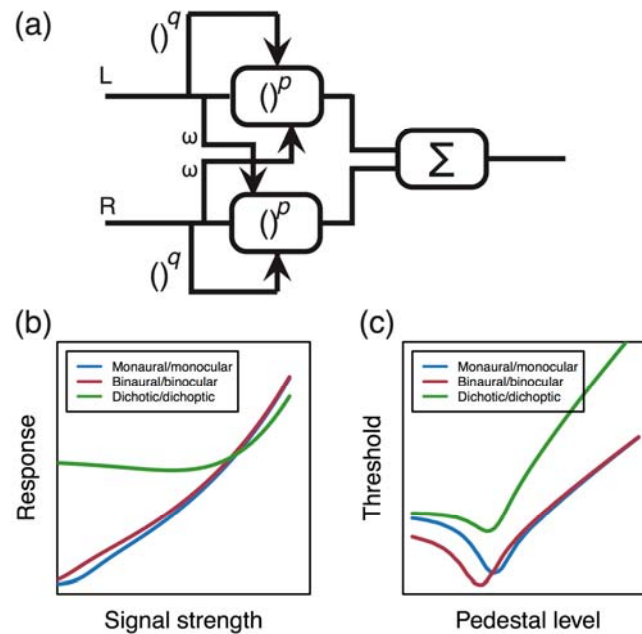 (a)
()q
L
()p
ω
ω
Σ
R
()p
()q
(b)
(c)
Monaural/monocular
Binaural/binocular
Dichotic/dichoptic
Monaural/monocular
Binaural/binocular
Dichotic/dichoptic
Response
Threshold
Signal strength
Pedestal level